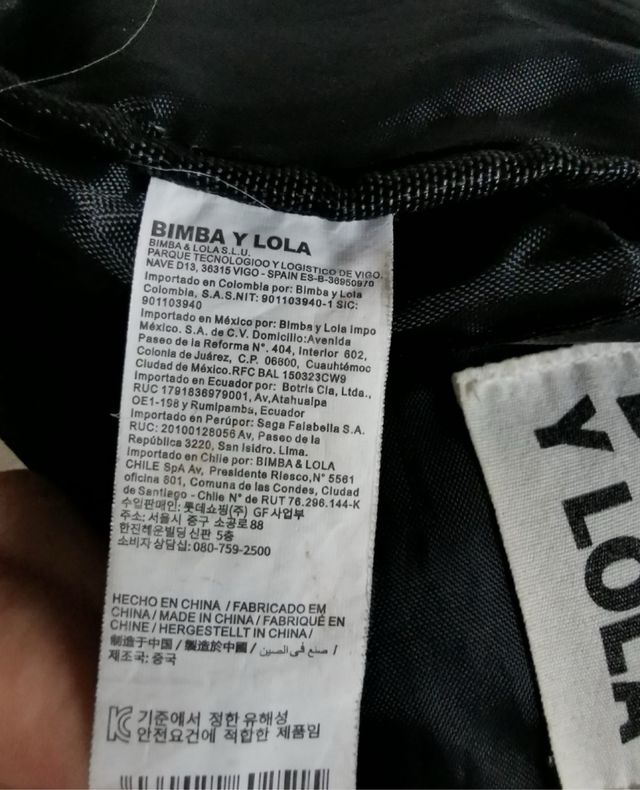 BIMBA Y LOLA
BIMBA & LOLA S.L.U.
PARQUE TECNOLOGIOO Y LOGISTICO DE VIGO.
NAVE D13, 36315 VIGO - SPAIN ES-B-36950970
Importado en Colombia por: Bimba y Lola
Colombia, S.A.S.NIT: 901103940-1 SIC:
901103940
Importado en México por: Bimba y Lola Impo
México. S.A. de C.V. Domicilio:Avenida
Paseo de la Reforma N°. 404, Interior 602,
Colonia de Juárez, C.P. 06600, Cuauhtémoc
Ciudad de México.RFC BAL 150323CW9
Importado en Ecuador por: Botris Cia, Ltda.,
RUC 1791836979001, Av,Atahualpa
OE1-198 y Rumipamba, Ecuador
Importado en Perúpor: Saga Falabella S.A.
RUC: 20100128056 Av, Paseo de la
República 3220, San Isidro. Lima.
Importado en Chile por: BIMBA & LOLA
CHILE SpA Av, Presidente Riesco,N° 5561
oficina 801, Comuna de las Condes, Ciudad
de Santiago - Chile N° de RUT 76.296.144-K
수입판매인: 롯데쇼핑(주) GF 사업부
주소: 서울시 중구 소공로 88
한진해운빌딩 신관 5층
소비자 상담실: 080-759-2500
HECHO EN CHINA / FABRICADO EM
CHINA / MADE IN CHINA / FABRIQUÉ EN
CHINE / HERGESTELLT IN CHINA /
制造于中国 / 製造於中國 / صنع في الصين /
제조국: 중국
기준에서 정한 유해성
안전요건에 적합한 제품임
Y LOLA